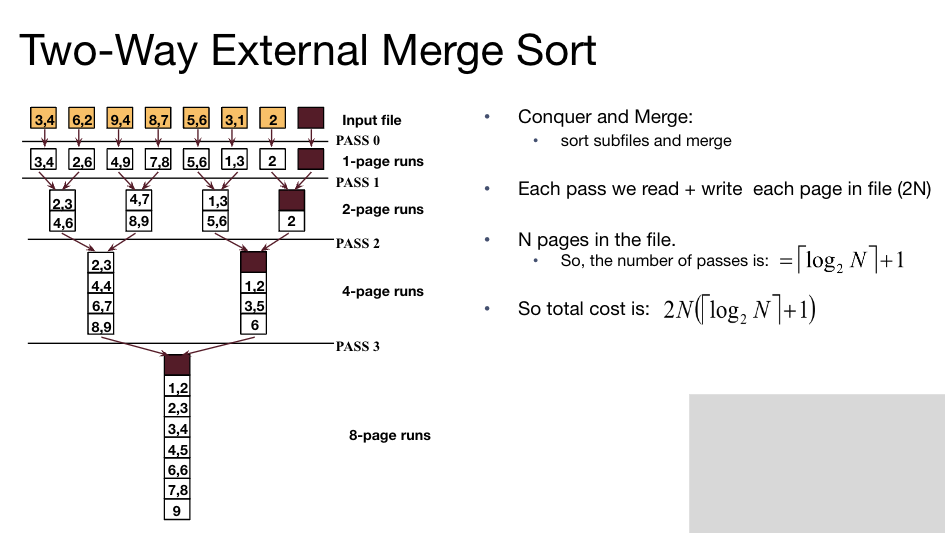 Two-Way External Merge Sort
3,4 6,2 9,4 8,7 5,6 3,1 2 Input file
PASS 0
3,4 2,6 4,9 7,8 5,6 1,3 2 1-page runs
PASS 1
2,3 4,7 1,3
4,6 8,9 5,6 2
2-page runs
PASS 2
2,3
4,4 1,2
6,7 3,5
8,9 6
4-page runs
PASS 3
1,2
2,3
3,4
4,5
6,6
7,8
9
8-page runs
• Conquer and Merge:
• sort subfiles and merge
• Each pass we read + write each page in file (2N)
• N pages in the file.
• So, the number of passes is: = ⌈log₂ N⌉ + 1
• So total cost is: 2N(⌈log₂ N⌉ + 1)